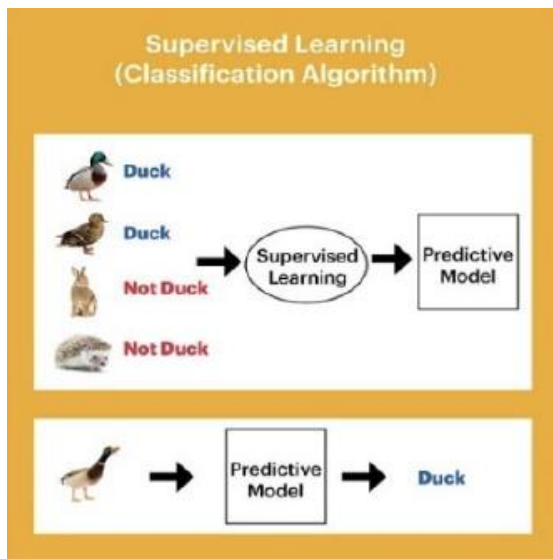 Supervised Learning
(Classification Algorithm)
Duck
Duck
Not Duck
Not Duck
Supervised
Learning
Predictive
Model
Predictive
Model
Duck